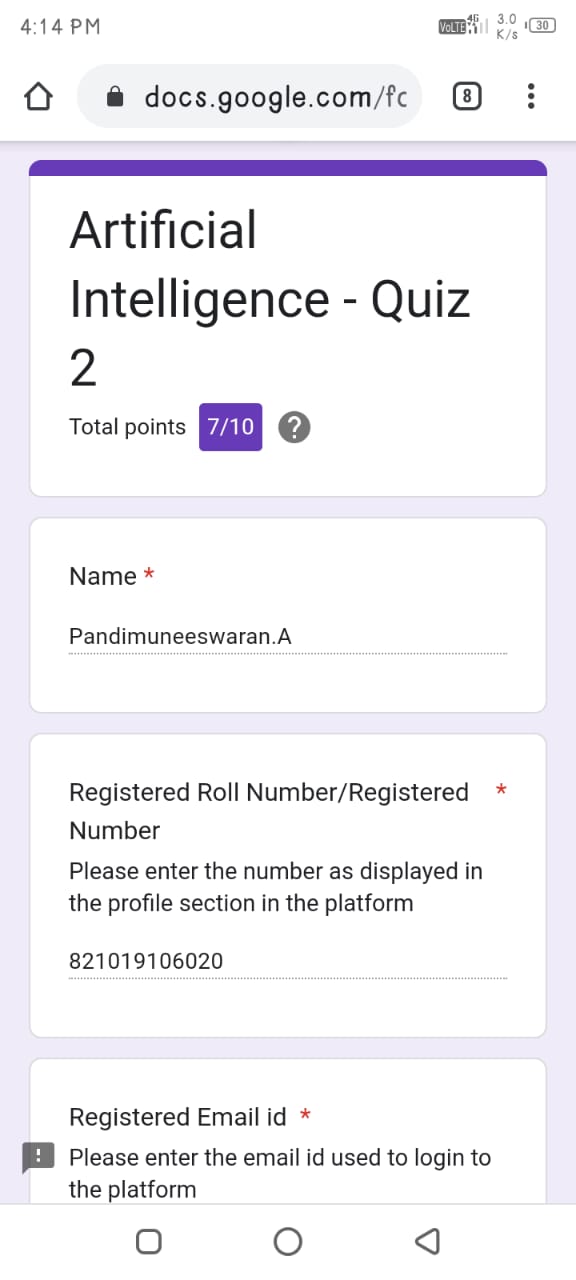 4:14 PM
VoLTE 4G 3.0 K/s 30
docs.google.com/fc
8
Artificial
Intelligence - Quiz
2
Total points 7/10 ?
Name *
Pandimuneeswaran.A
Registered Roll Number/Registered *
Number
Please enter the number as displayed in
the profile section in the platform
821019106020
Registered Email id *
Please enter the email id used to login to
the platform